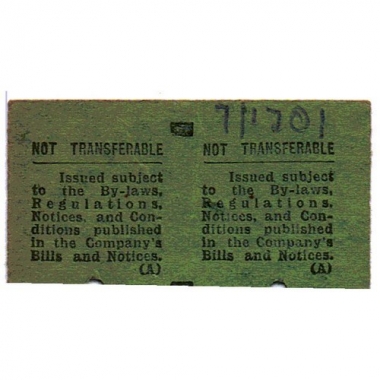 NOT TRANSFERABLE
Issued subject
to the By-laws,
Regulations,
Notices, and Con-
ditions published
in the Company's
Bills and Notices.
(A)
NOT TRANSFERABLE
Issued subject
to the By-laws,
Regulations,
Notices, and Con-
ditions published
in the Company's
Bills and Notices.
(A)